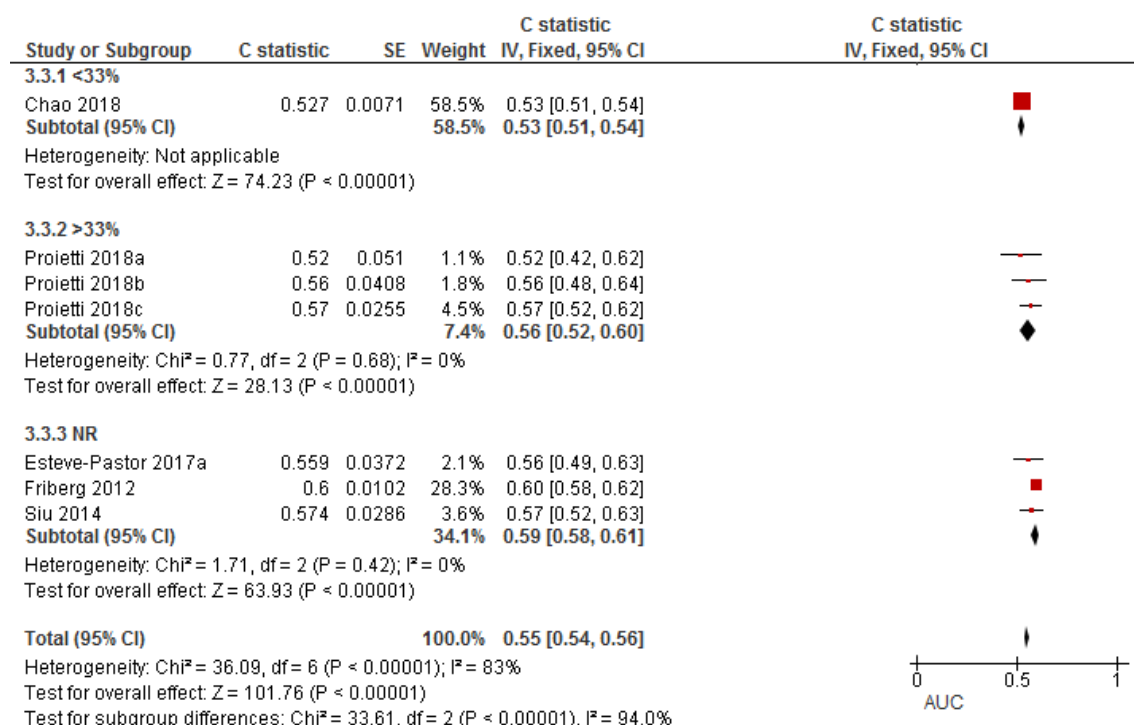 C statistic C statistic
Study or Subgroup C statistic SE Weight IV, Fixed, 95% CI IV, Fixed, 95% CI
3.3.1 <33%
Chao 2018 0.527 0.0071 58.5% 0.53 [0.51, 0.54]
Subtotal (95% CI) 58.5% 0.53 [0.51, 0.54]
Heterogeneity: Not applicable
Test for overall effect: Z = 74.23 (P < 0.00001)
3.3.2 >33%
Proietti 2018a 0.52 0.051 1.1% 0.52 [0.42, 0.62]
Proietti 2018b 0.56 0.0408 1.8% 0.56 [0.48, 0.64]
Proietti 2018c 0.57 0.0255 4.5% 0.57 [0.52, 0.62]
Subtotal (95% CI) 7.4% 0.56 [0.52, 0.60]
Heterogeneity: Chi² = 0.77, df = 2 (P = 0.68); I² = 0%
Test for overall effect: Z = 28.13 (P < 0.00001)
3.3.3 NR
Esteve-Pastor 2017a 0.559 0.0372 2.1% 0.56 [0.49, 0.63]
Friberg 2012 0.6 0.0102 28.3% 0.60 [0.58, 0.62]
Siu 2014 0.574 0.0286 3.6% 0.57 [0.52, 0.63]
Subtotal (95% CI) 34.1% 0.59 [0.58, 0.61]
Heterogeneity: Chi² = 1.71, df = 2 (P = 0.42); I² = 0%
Test for overall effect: Z = 63.93 (P < 0.00001)
Total (95% CI) 100.0% 0.55 [0.54, 0.56]
Heterogeneity: Chi² = 36.09, df = 6 (P < 0.00001); I² = 83%
Test for overall effect: Z = 101.76 (P < 0.00001)
Test for subgroup differences: Chi² = 33.61, df = 2 (P < 0.00001), I² = 94.0%
0 0.5 1
AUC